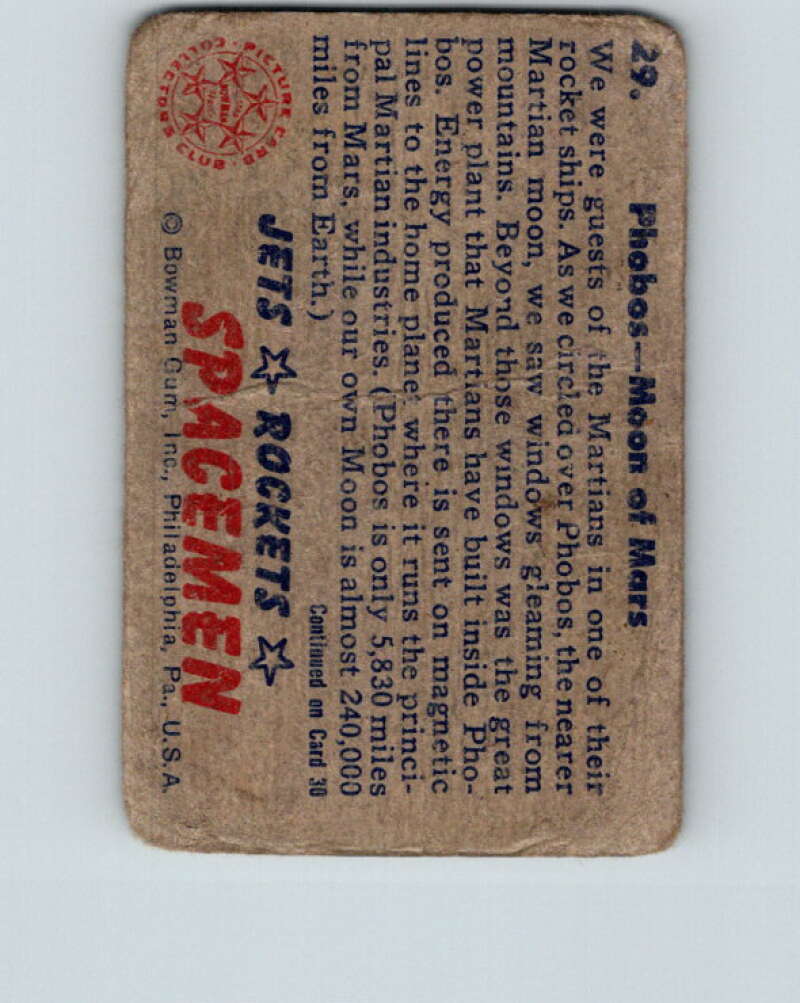 29. Phobos—Moon of Mars
We were guests of the Martians in one of their
rocket ships. As we circled over Phobos, the nearer
Martian moon, we saw windows gleaming from
mountains. Beyond those windows was the great
power plant that Martians have built inside Pho-
bos. Energy produced there is sent on magnetic
lines to the home planet where it runs the princi-
pal Martian industries. (Phobos is only 5,830 miles
from Mars, while our own Moon is almost 240,000
miles from Earth.)
Continued on Card 30
PICTURE CARD COLLECTORS CLUB
JETS ☆ ROCKETS ☆
SPACEMEN
© Bowman Gum, Inc., Philadelphia, Pa., U.S.A.